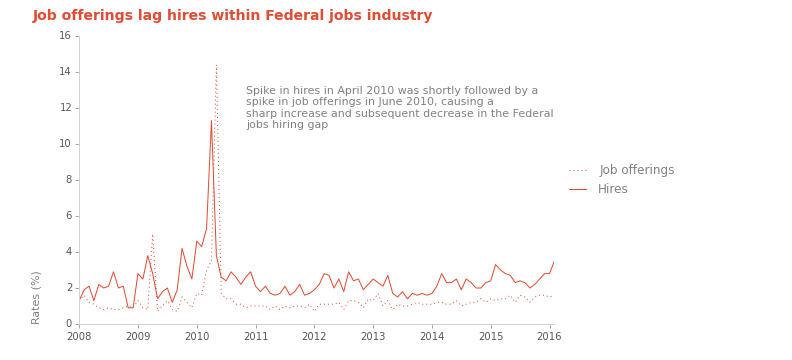 Job offerings lag hires within Federal jobs industry
16
14
12
10
8
6
4
2
0
Rates (%)
Spike in hires in April 2010 was shortly followed by a
spike in job offerings in June 2010, causing a
sharp increase and subsequent decrease in the Federal
jobs hiring gap
Job offerings
Hires
2008 2009 2010 2011 2012 2013 2014 2015 2016